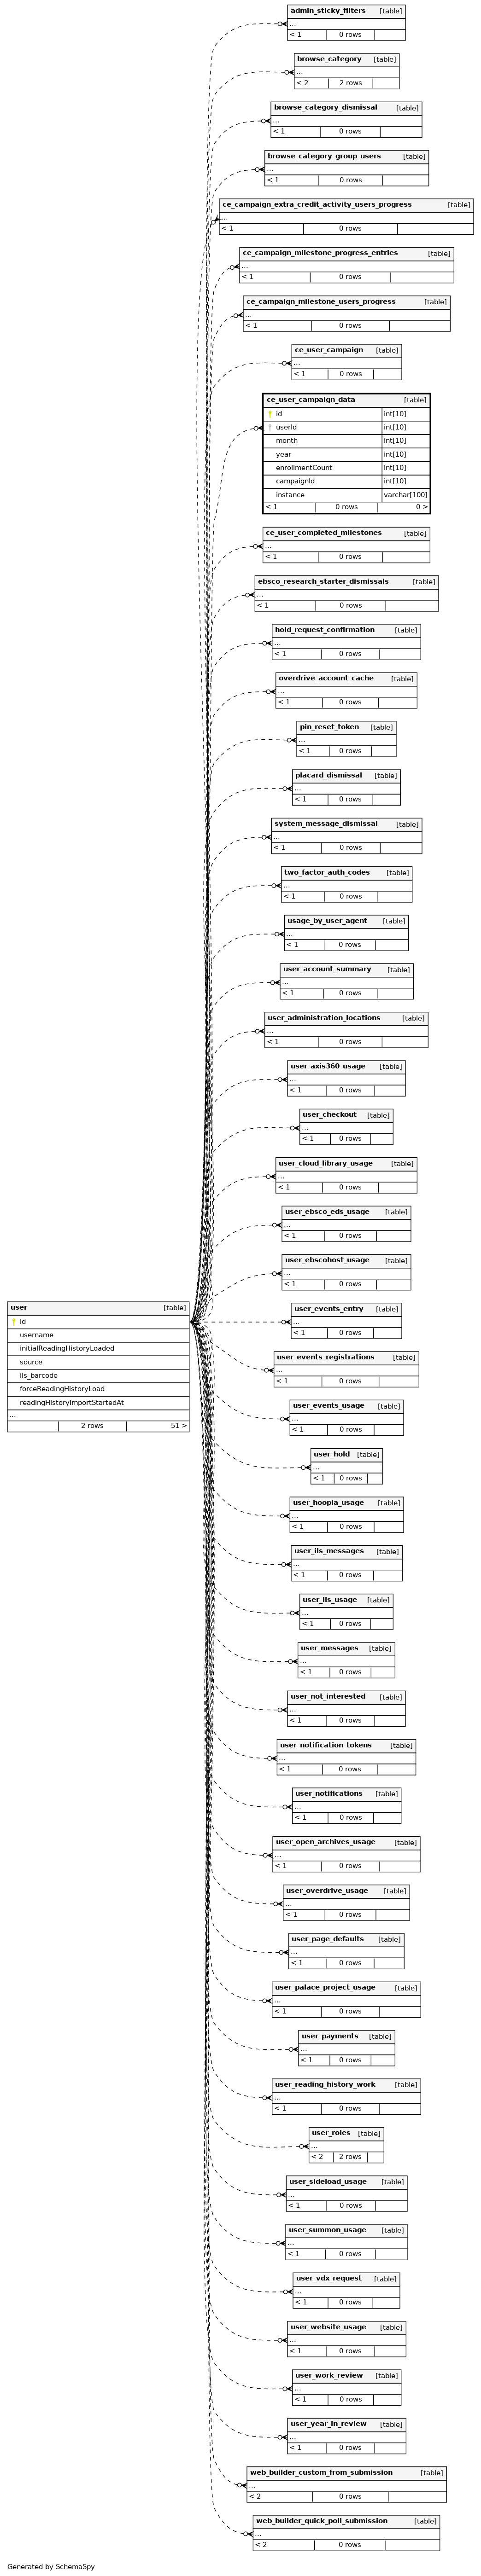 admin_sticky_filters [table]
...
< 1 0 rows
browse_category [table]
...
< 2 2 rows
browse_category_dismissal [table]
...
< 1 0 rows
browse_category_group_users [table]
...
< 1 0 rows
ce_campaign_extra_credit_activity_users_progress [table]
...
< 1 0 rows
ce_campaign_milestone_progress_entries [table]
...
< 1 0 rows
ce_campaign_milestone_users_progress [table]
...
< 1 0 rows
ce_user_campaign [table]
...
< 1 0 rows
ce_user_campaign_data [table]
id int[10]
userId int[10]
month int[10]
year int[10]
enrollmentCount int[10]
campaignId int[10]
instance varchar[100]
< 1 0 rows 0 >
ce_user_completed_milestones [table]
...
< 1 0 rows
ebsco_research_starter_dismissals [table]
...
< 1 0 rows
hold_request_confirmation [table]
...
< 1 0 rows
overdrive_account_cache [table]
...
< 1 0 rows
pin_reset_token [table]
...
< 1 0 rows
placard_dismissal [table]
...
< 1 0 rows
system_message_dismissal [table]
...
< 1 0 rows
two_factor_auth_codes [table]
...
< 1 0 rows
usage_by_user_agent [table]
...
< 1 0 rows
user_account_summary [table]
...
< 1 0 rows
user_administration_locations [table]
...
< 1 0 rows
user_axis360_usage [table]
...
< 1 0 rows
user_checkout [table]
...
< 1 0 rows
user_cloud_library_usage [table]
...
< 1 0 rows
user_ebsco_eds_usage [table]
...
< 1 0 rows
user_ebscohost_usage [table]
...
< 1 0 rows
user [table]
id
username
initialReadingHistoryLoaded
source
ils_barcode
forceReadingHistoryLoad
readingHistoryImportStartedAt
...
2 rows 51 >
user_events_entry [table]
...
< 1 0 rows
user_events_registrations [table]
...
< 1 0 rows
user_events_usage [table]
...
< 1 0 rows
user_hold [table]
...
< 1 0 rows
user_hoopla_usage [table]
...
< 1 0 rows
user_ils_messages [table]
...
< 1 0 rows
user_ils_usage [table]
...
< 1 0 rows
user_messages [table]
...
< 1 0 rows
user_not_interested [table]
...
< 1 0 rows
user_notification_tokens [table]
...
< 1 0 rows
user_notifications [table]
...
< 1 0 rows
user_open_archives_usage [table]
...
< 1 0 rows
user_overdrive_usage [table]
...
< 1 0 rows
user_page_defaults [table]
...
< 1 0 rows
user_palace_project_usage [table]
...
< 1 0 rows
user_payments [table]
...
< 1 0 rows
user_reading_history_work [table]
...
< 1 0 rows
user_roles [table]
...
< 2 2 rows
user_sideload_usage [table]
...
< 1 0 rows
user_summon_usage [table]
...
< 1 0 rows
user_vdx_request [table]
...
< 1 0 rows
user_website_usage [table]
...
< 1 0 rows
user_work_review [table]
...
< 1 0 rows
user_year_in_review [table]
...
< 1 0 rows
web_builder_custom_from_submission [table]
...
< 2 0 rows
web_builder_quick_poll_submission [table]
...
< 2 0 rows
Generated by SchemaSpy